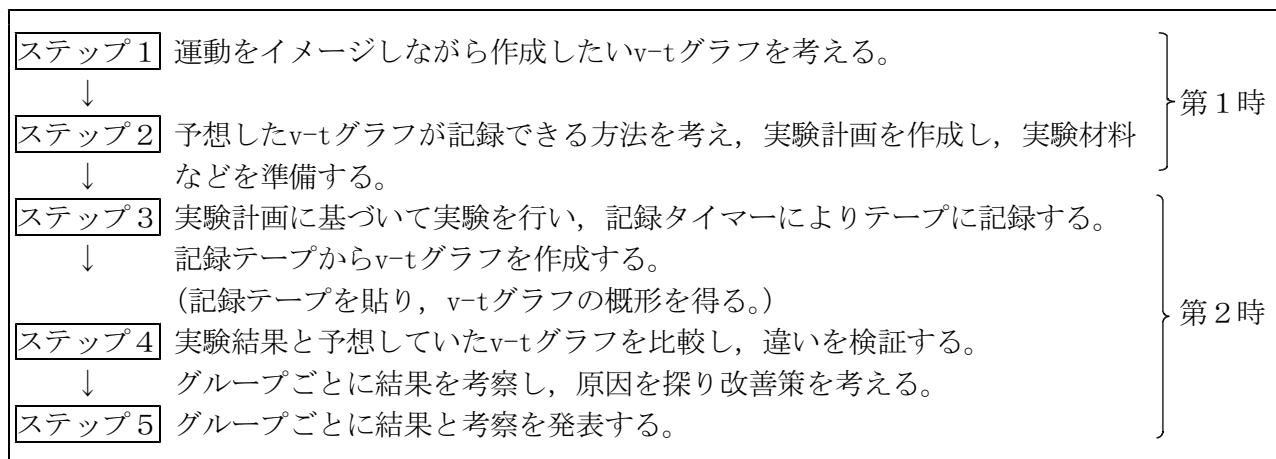 ステップ1 運動をイメージしながら作成したいv-tグラフを考える。
↓
第1時
ステップ2 予想したv-tグラフが記録できる方法を考え，実験計画を作成し，実験材料
↓ などを準備する。
ステップ3 実験計画に基づいて実験を行い，記録タイマーによりテープに記録する。
↓ 記録テープからv-tグラフを作成する。
（記録テープを貼り，v-tグラフの概形を得る。）
第2時
ステップ4 実験結果と予想していたv-tグラフを比較し，違いを検証する。
↓ グループごとに結果を考察し，原因を探り改善策を考える。
ステップ5 グループごとに結果と考察を発表する。